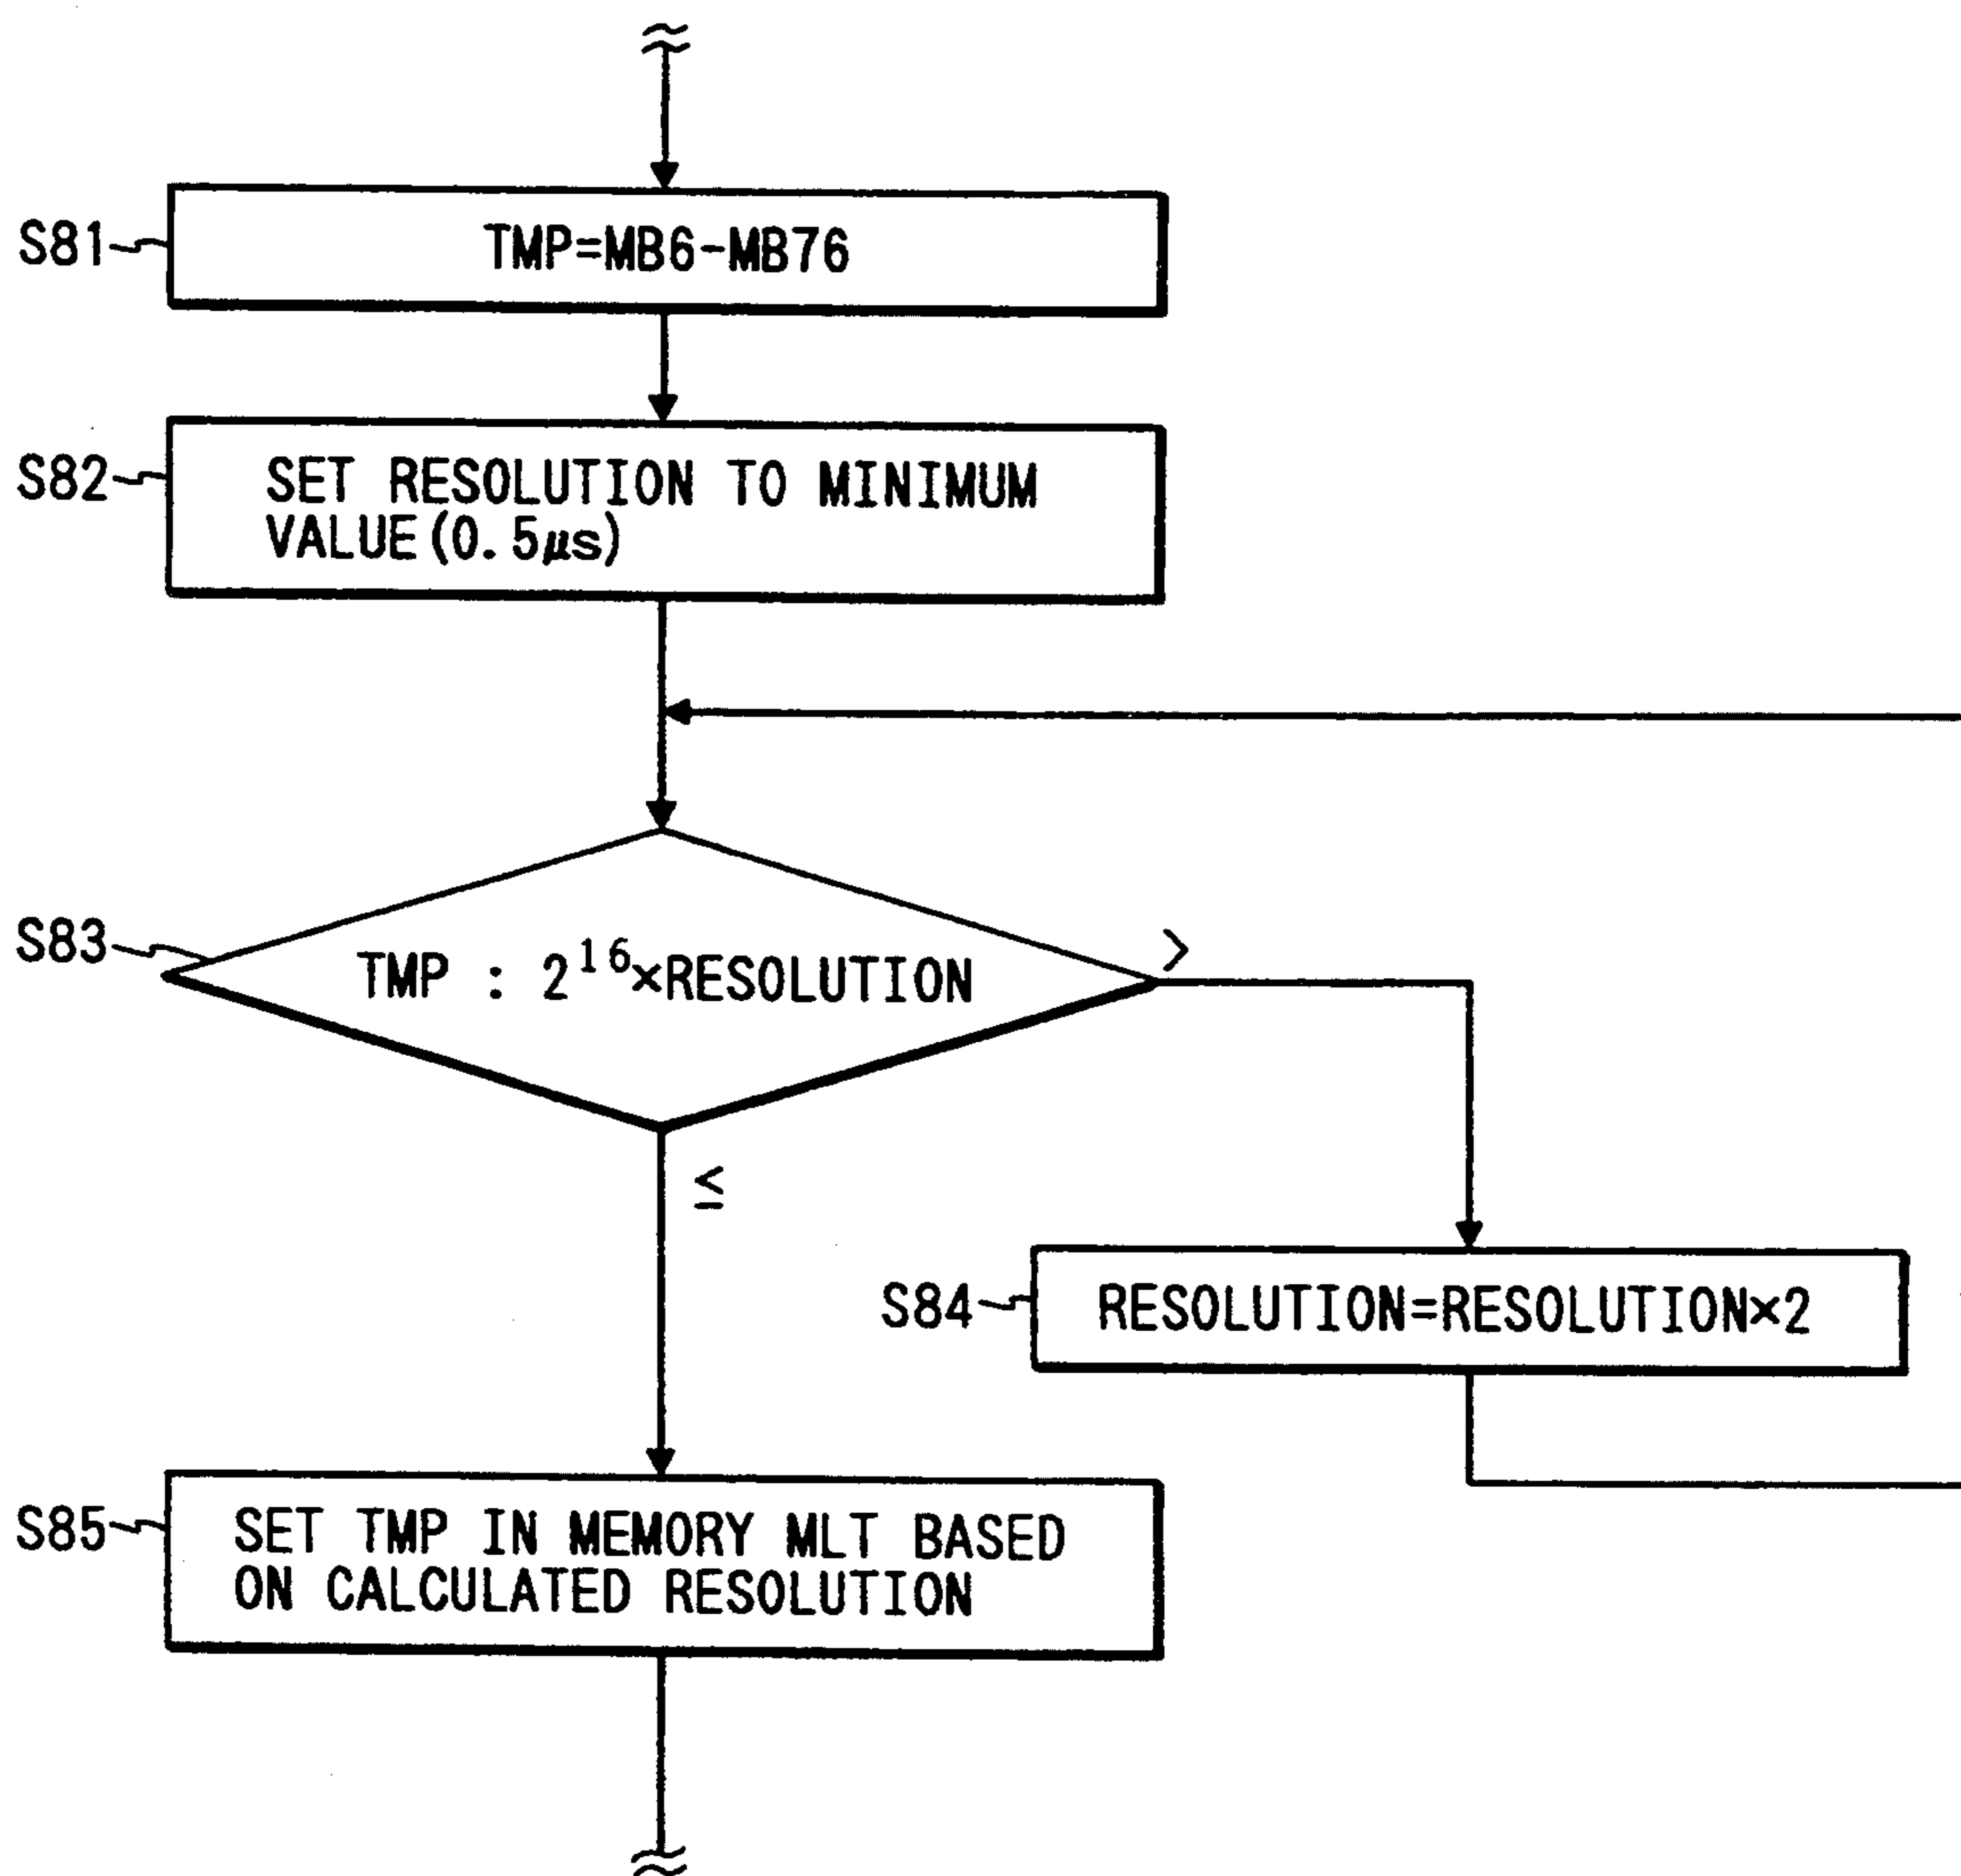 S81
TMP=MB6-MB76
S82
SET RESOLUTION TO MINIMUM
VALUE(0.5μs)
S83
TMP : 2¹⁶×RESOLUTION
>
≤
S84
RESOLUTION=RESOLUTION×2
S85
SET TMP IN MEMORY MLT BASED
ON CALCULATED RESOLUTION